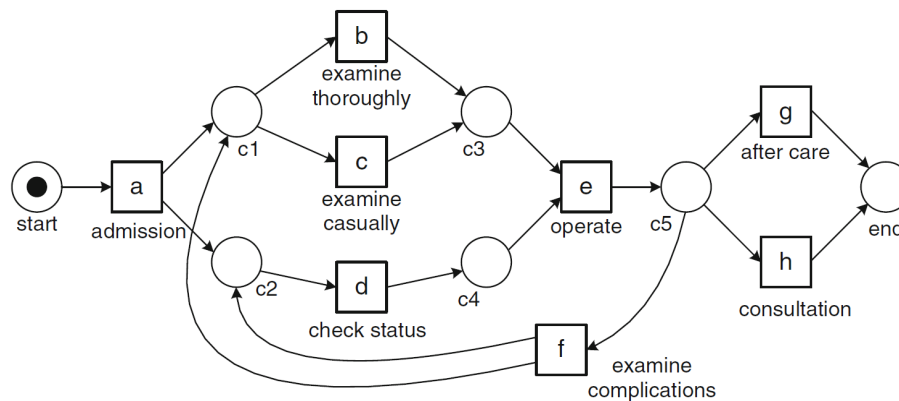 b
examine
thoroughly
g
c1
c3
after care
c
a
e
examine
casually
start
admission
operate
c5
end
h
d
c2
c4
consultation
check status
f
examine
complications